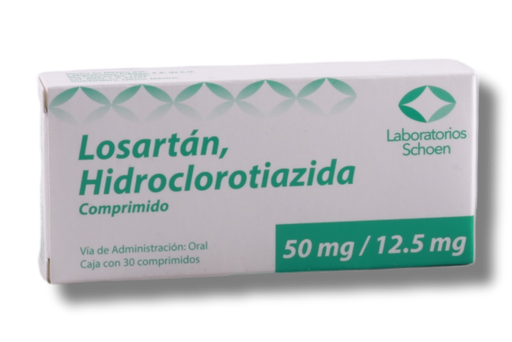 Losartán,
Hidroclorotiazida
Comprimido
Vía de Administración: Oral
Caja con 30 comprimidos
Laboratorios
Schoen
50 mg / 12.5 mg